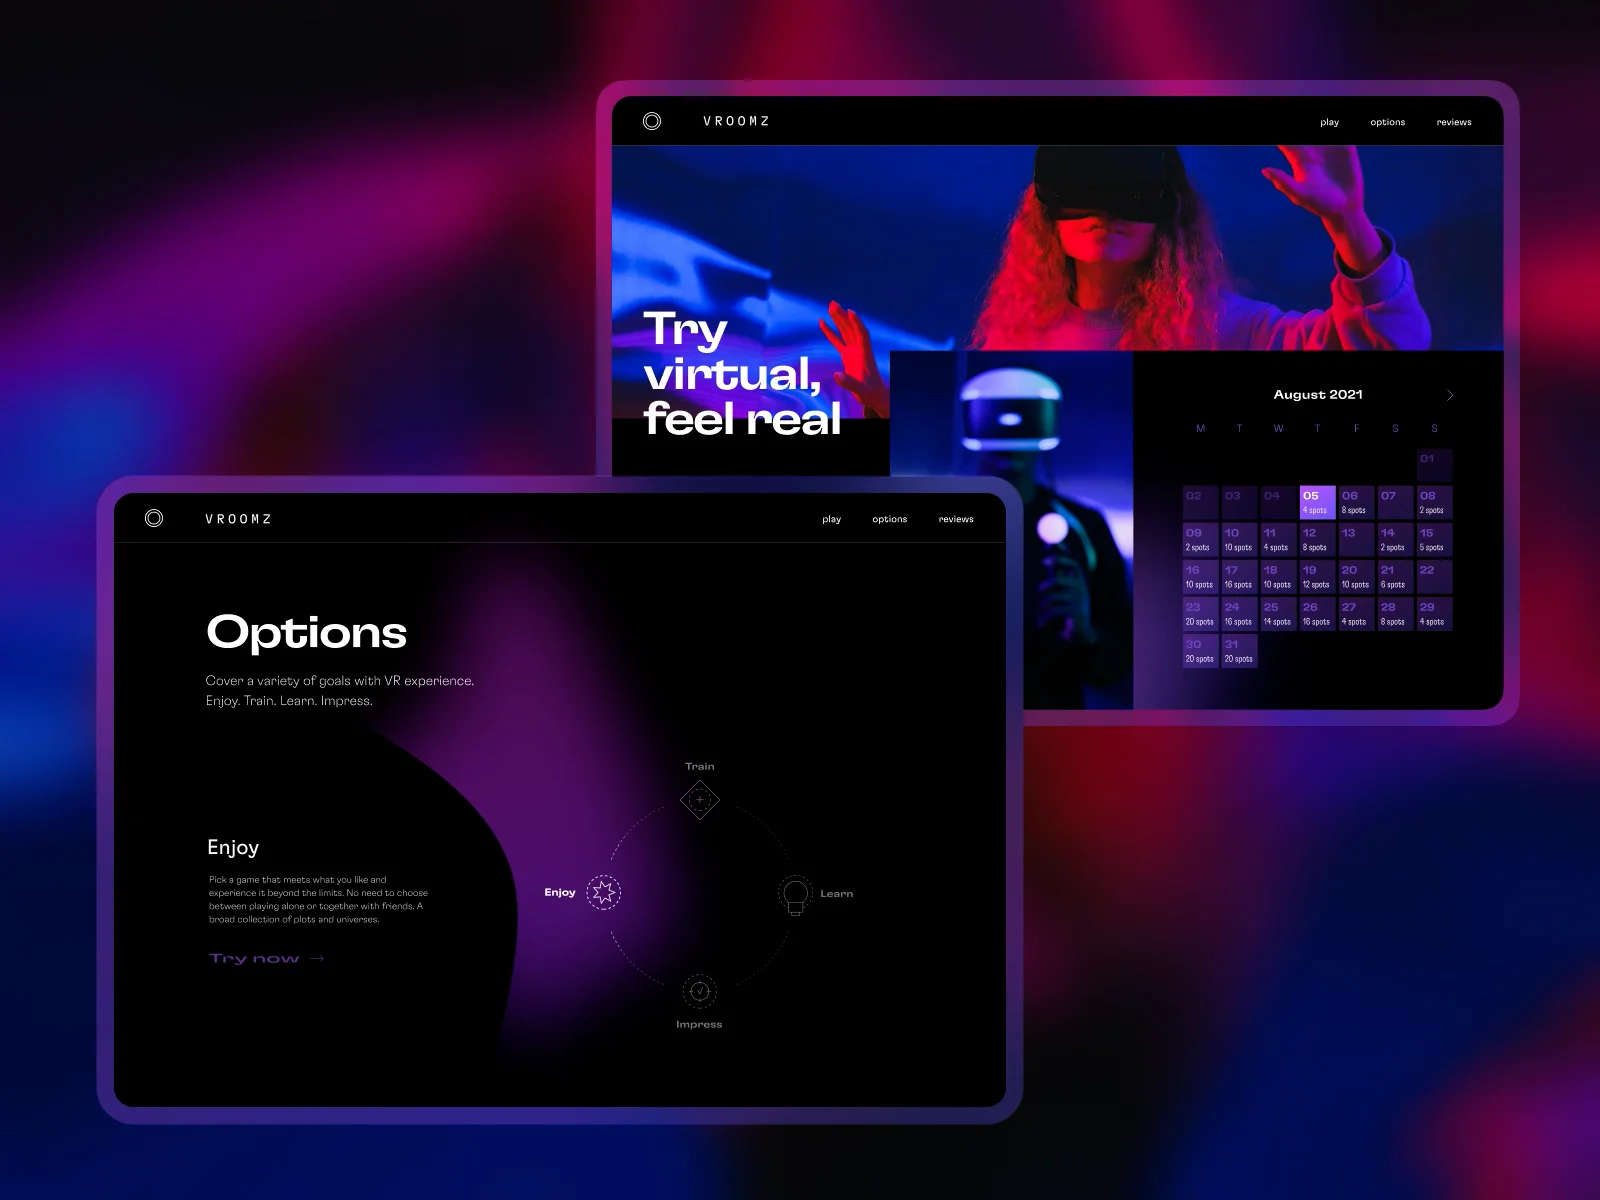 VROOMZ
play options reviews
Try
virtual,
feel real
August 2021
M T W T F S S
01
02 03 04 05 06 07 08
4 spots 8 spots 2 spots
09 10 11 12 13 14 15
2 spots 10 spots 4 spots 8 spots 2 spots 5 spots
16 17 18 19 20 21 22
10 spots 16 spots 10 spots 12 spots 10 spots 6 spots
23 24 25 26 27 28 29
20 spots 16 spots 14 spots 16 spots 4 spots 8 spots 4 spots
30 31
20 spots 20 spots
VROOMZ
play options reviews
Options
Cover a variety of goals with VR experience.
Enjoy. Train. Learn. Impress.
Enjoy
Pick a game that meets what you like and
experience it beyond the limits. No need to choose
between playing alone or together with friends. A
broad collection of plots and universes.
Try now →
Train
Enjoy
Learn
Impress